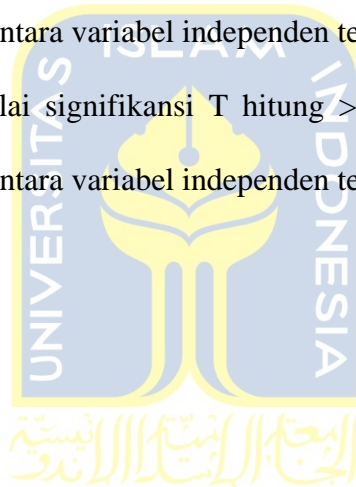 ntara variabel independen te
lai signifikansi T hitung >
ntara variabel independen te
UNIVERSITAS
ISLAM
INDONESIA